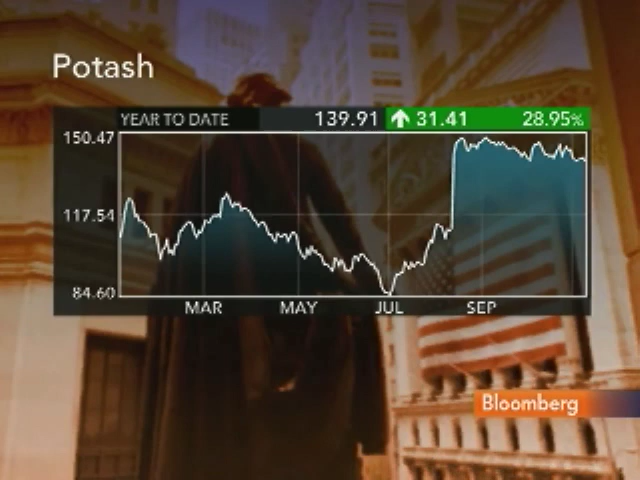 Potash
YEAR TO DATE 139.91 31.41 28.95%
150.47
117.54
84.60
MAR MAY JUL SEP
Bloomberg